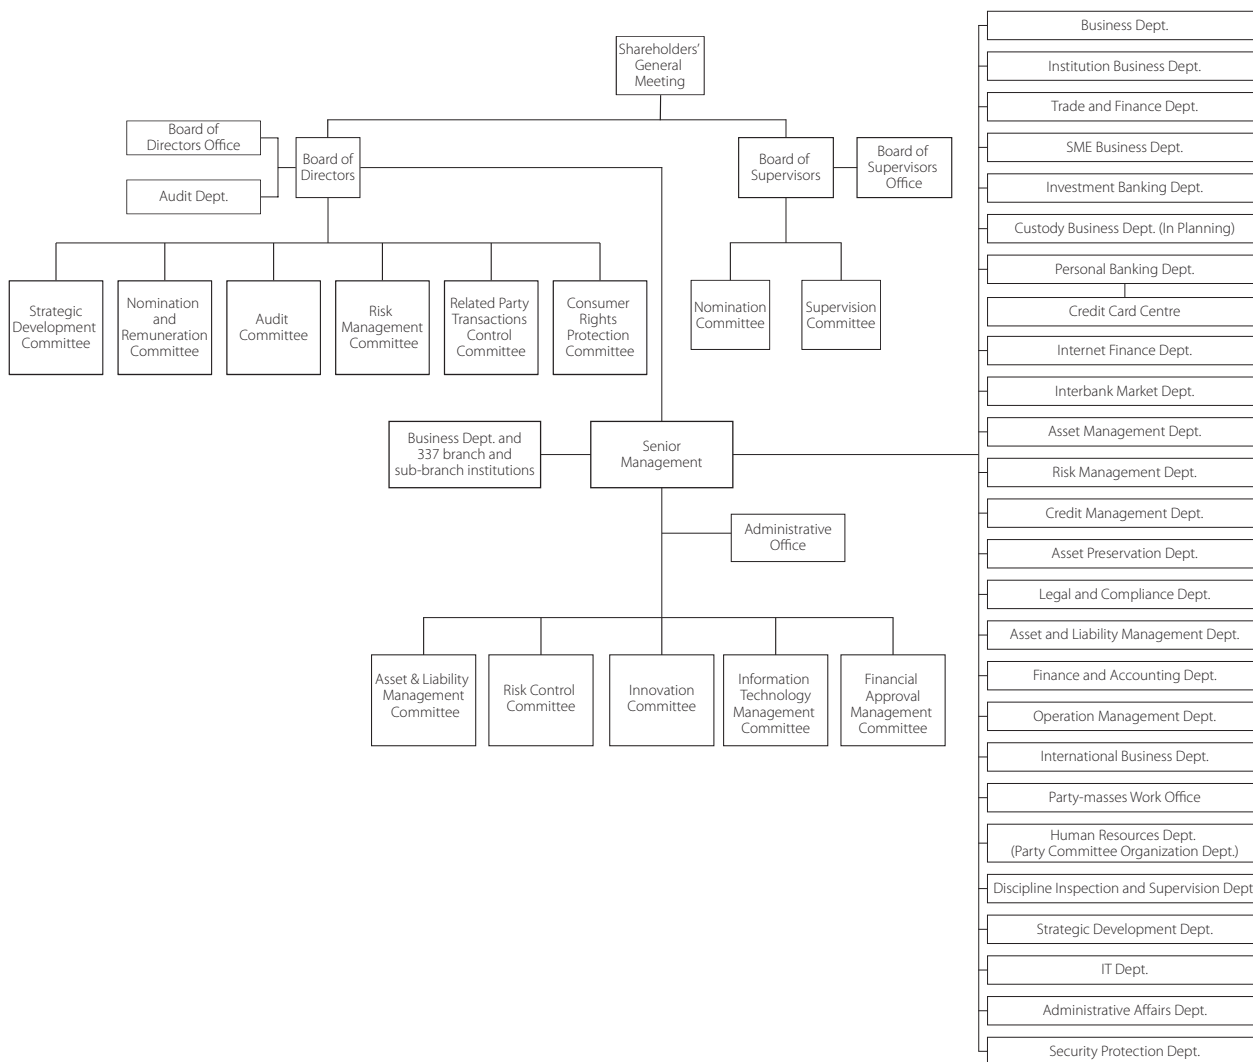 Shareholders'
General
Meeting
Board of
Directors Office
Audit Dept.
Board of
Directors
Board of
Supervisors
Board of
Supervisors
Office
Strategic
Development
Committee
Nomination
and
Remuneration
Committee
Audit
Committee
Risk
Management
Committee
Related Party
Transactions
Control
Committee
Consumer
Rights
Protection
Committee
Nomination
Committee
Supervision
Committee
Business Dept. and
337 branch and
sub-branch institutions
Senior
Management
Administrative
Office
Asset & Liability
Management
Committee
Risk Control
Committee
Innovation
Committee
Information
Technology
Management
Committee
Financial
Approval
Management
Committee
Business Dept.
Institution Business Dept.
Trade and Finance Dept.
SME Business Dept.
Investment Banking Dept.
Custody Business Dept. (In Planning)
Personal Banking Dept.
Credit Card Centre
Internet Finance Dept.
Interbank Market Dept.
Asset Management Dept.
Risk Management Dept.
Credit Management Dept.
Asset Preservation Dept.
Legal and Compliance Dept.
Asset and Liability Management Dept.
Finance and Accounting Dept.
Operation Management Dept.
International Business Dept.
Party-masses Work Office
Human Resources Dept.
(Party Committee Organization Dept.)
Discipline Inspection and Supervision Dept
Strategic Development Dept.
IT Dept.
Administrative Affairs Dept.
Security Protection Dept.